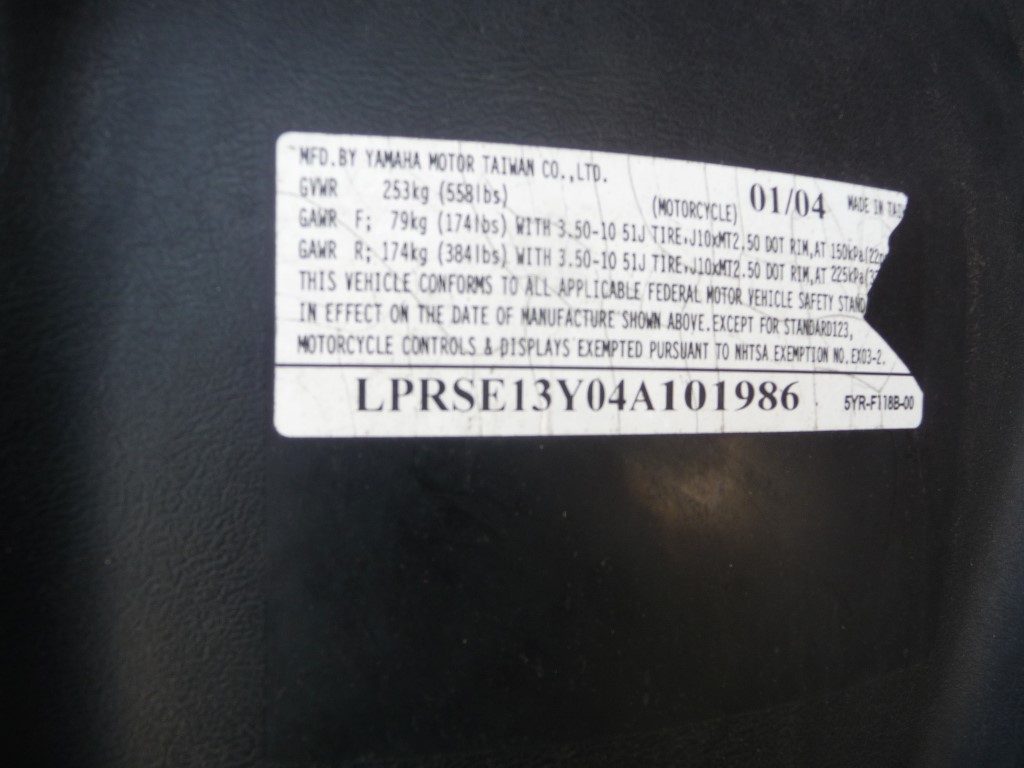 MFD.BY YAMAHA MOTOR TAIWAN CO.,LTD.
GVWR 253kg (558lbs) (MOTORCYCLE) 01/04 MADE IN TAI
GAWR F; 79kg (174lbs) WITH 3.50-10 51J TIRE,J10xMT2.50 DOT RIM,AT 150kPa(22
GAWR R; 174kg (384lbs) WITH 3.50-10 51J TIRE,J10xMT2.50 DOT RIM,AT 225kPa(3
THIS VEHICLE CONFORMS TO ALL APPLICABLE FEDERAL MOTOR VEHICLE SAFETY STAND
IN EFFECT ON THE DATE OF MANUFACTURE SHOWN ABOVE.EXCEPT FOR STANDARD123,
MOTORCYCLE CONTROLS & DISPLAYS EXEMPTED PURSUANT TO NHTSA EXEMPTION NO.EX03-2.
LPRSE13Y04A101986 5YR-F118B-00